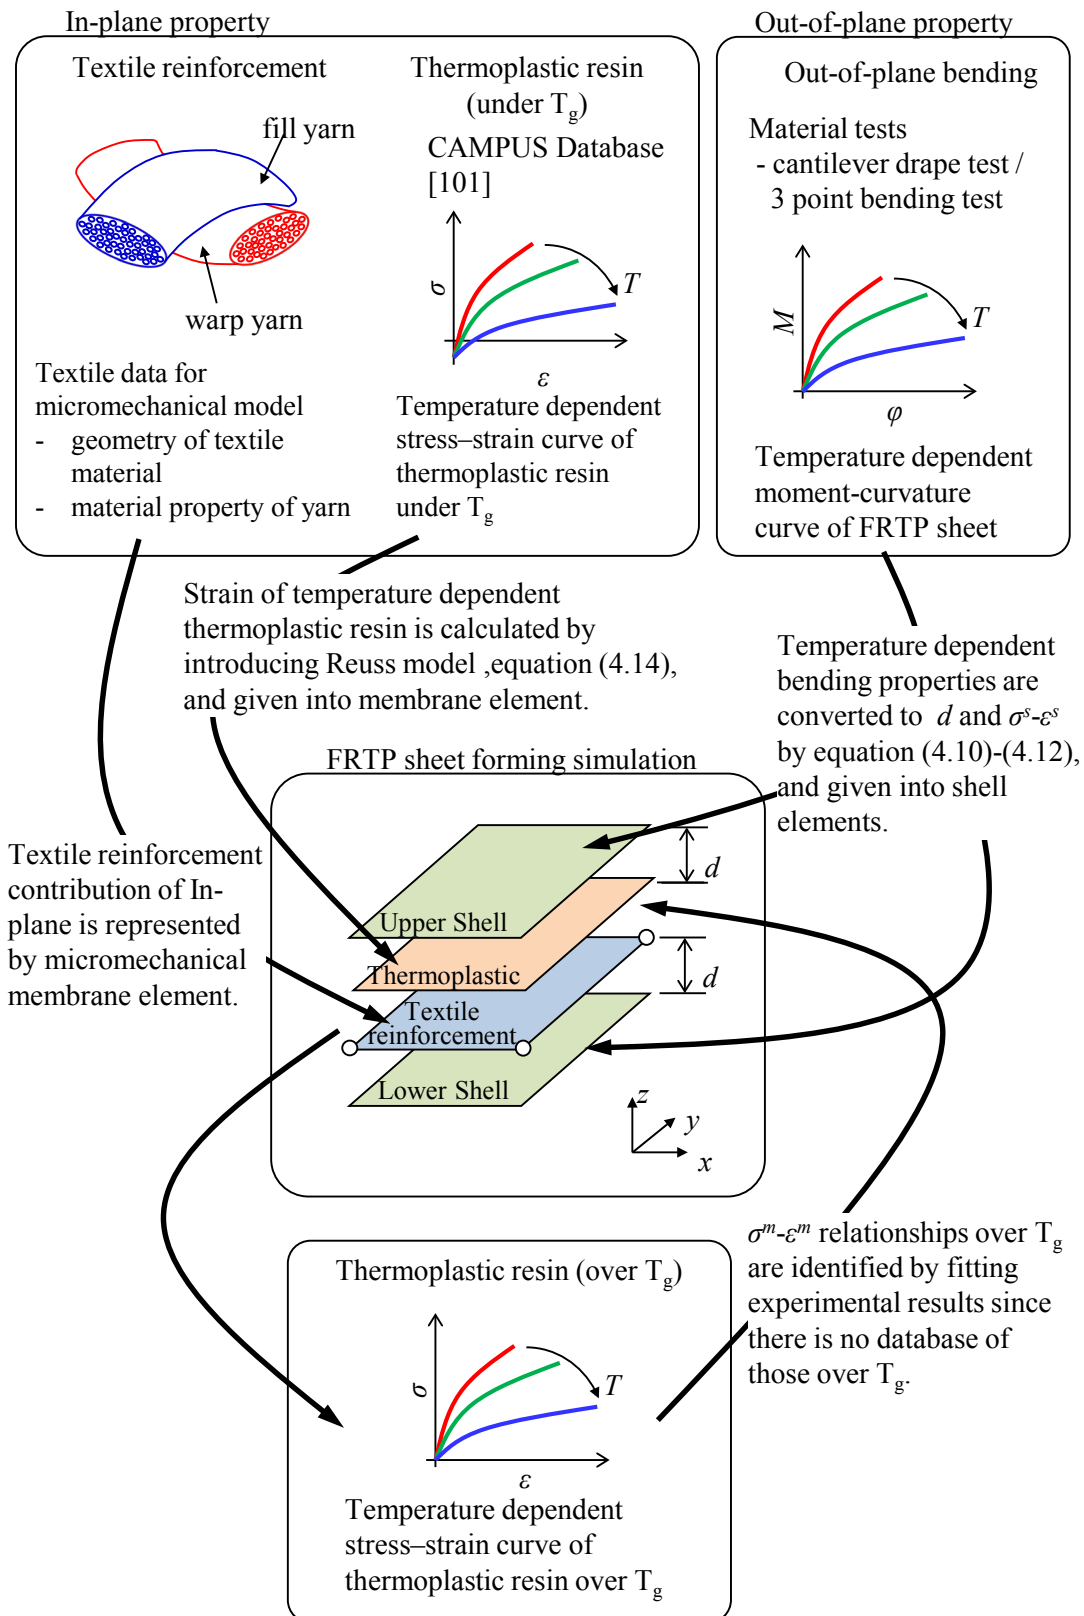 In-plane property
Textile reinforcement
fill yarn
warp yarn
Textile data for
micromechanical model
- geometry of textile
material
- material property of yarn
Thermoplastic resin
(under Tg)
CAMPUS Database
[101]
σ
T
ε
Temperature dependent
stress–strain curve of
thermoplastic resin
under Tg
Out-of-plane property
Out-of-plane bending
Material tests
- cantilever drape test /
3 point bending test
M
T
φ
Temperature dependent
moment-curvature
curve of FRTP sheet
Strain of temperature dependent
thermoplastic resin is calculated by
introducing Reuss model ,equation (4.14),
and given into membrane element.
Temperature dependent
bending properties are
converted to d and σˢ-εˢ
by equation (4.10)-(4.12),
and given into shell
elements.
Textile reinforcement
contribution of In-
plane is represented
by micromechanical
membrane element.
FRTP sheet forming simulation
Upper Shell
d
Thermoplastic
Textile
reinforcement
d
Lower Shell
z
y
x
σᵐ-εᵐ relationships over Tg
are identified by fitting
experimental results since
there is no database of
those over Tg.
Thermoplastic resin (over Tg)
σ
T
ε
Temperature dependent
stress–strain curve of
thermoplastic resin over Tg